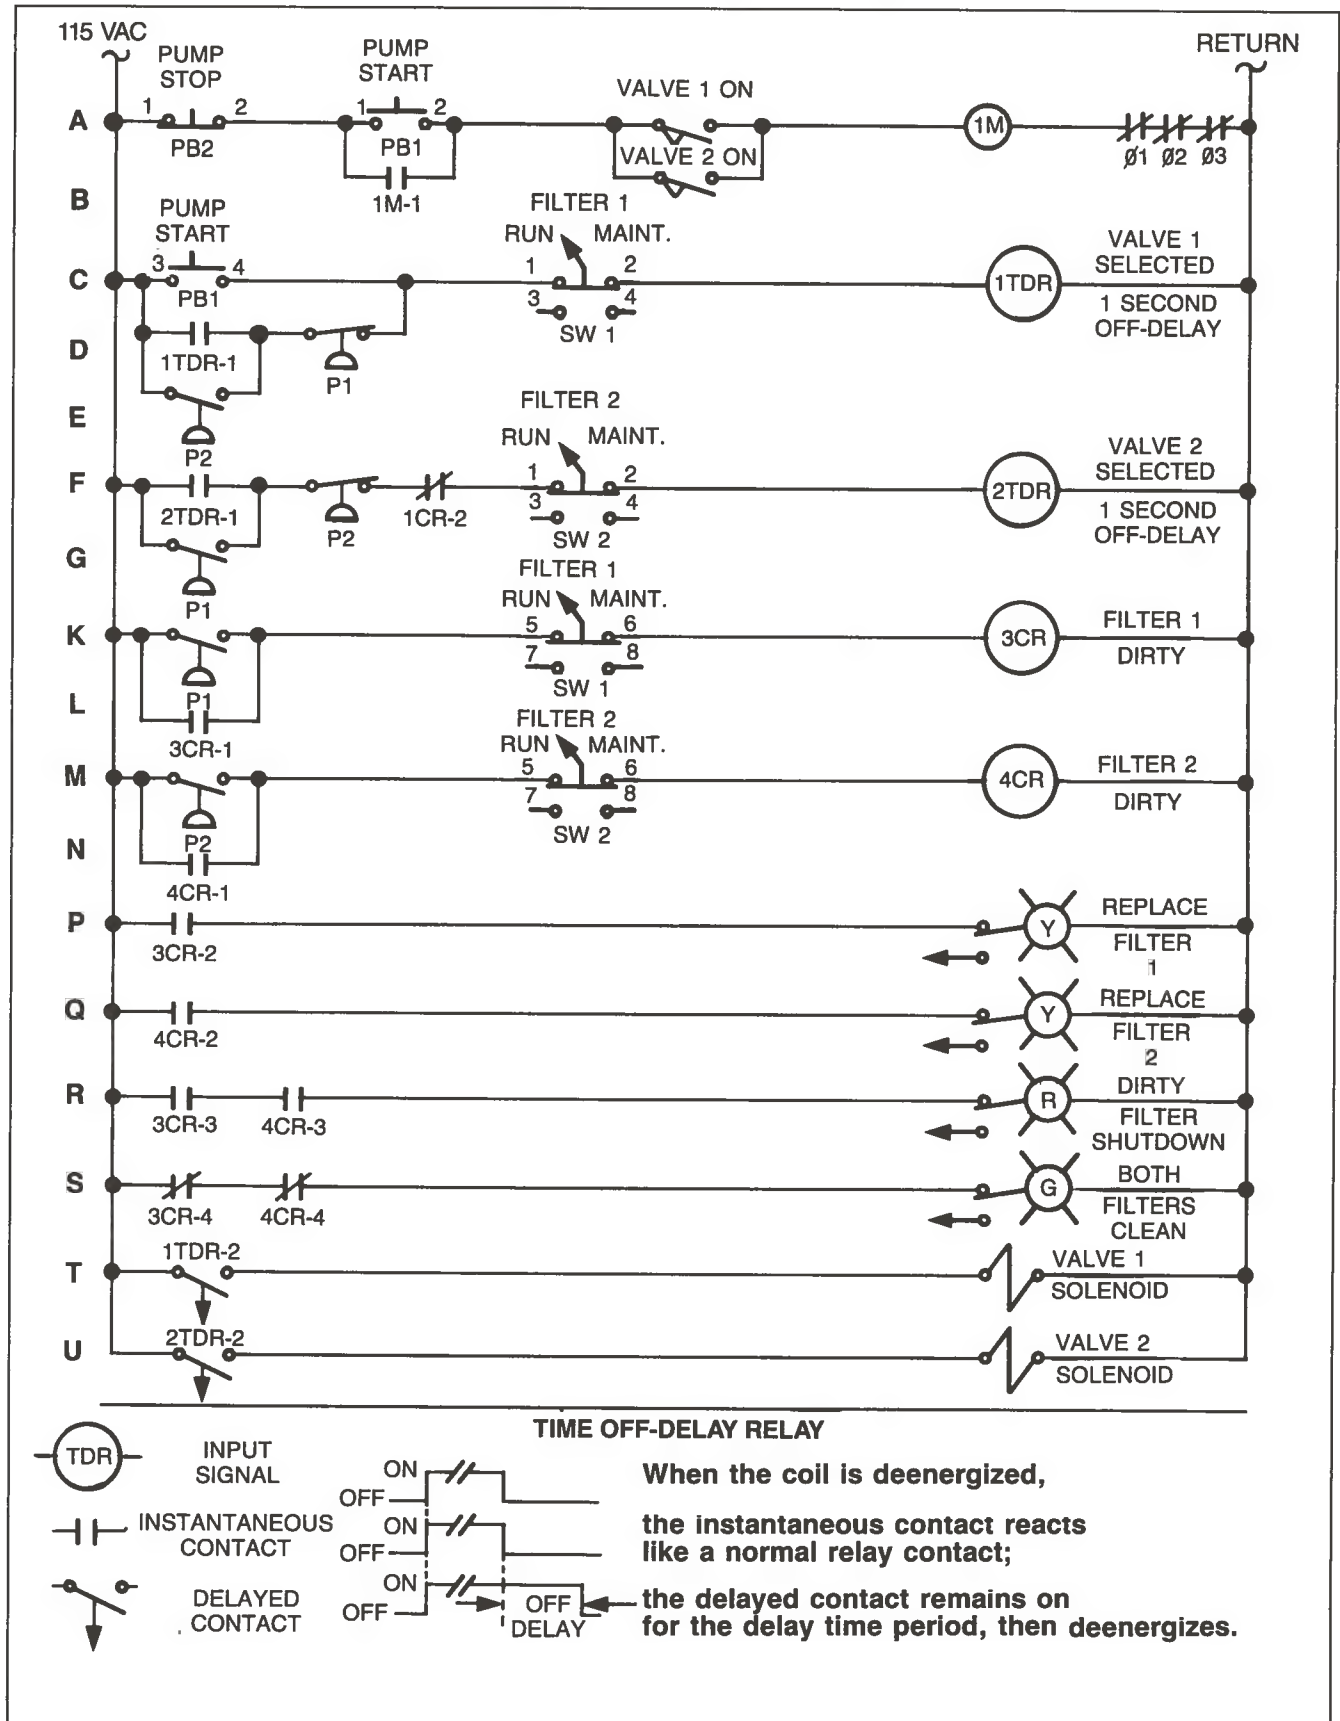 115 VAC
RETURN
PUMP
STOP
PUMP
START
VALVE 1 ON
A
1 2
PB2
1 2
PB1
1M-1
VALVE 2 ON
1M
Ø1 Ø2 Ø3
B
PUMP
START
FILTER 1
RUN MAINT.
VALVE 1
SELECTED
C
3 4
PB1
1 2
3 4
SW 1
1TDR
1 SECOND
OFF-DELAY
D
1TDR-1
P1
E
P2
FILTER 2
RUN MAINT.
VALVE 2
SELECTED
F
2TDR-1
P2
1CR-2
1 2
3 4
SW 2
2TDR
1 SECOND
OFF-DELAY
G
P1
FILTER 1
RUN MAINT.
K
P1
5 6
7 8
SW 1
3CR
FILTER 1
DIRTY
L
3CR-1
FILTER 2
RUN MAINT.
M
P2
5 6
7 8
SW 2
4CR
FILTER 2
DIRTY
N
4CR-1
P
3CR-2
Y
REPLACE
FILTER
1
Q
4CR-2
Y
REPLACE
FILTER
2
R
3CR-3 4CR-3
R
DIRTY
FILTER
SHUTDOWN
S
3CR-4 4CR-4
G
BOTH
FILTERS
CLEAN
T
1TDR-2
VALVE 1
SOLENOID
U
2TDR-2
VALVE 2
SOLENOID
TIME OFF-DELAY RELAY
TDR
INPUT
SIGNAL
ON
OFF
When the coil is deenergized,
INSTANTANEOUS
CONTACT
ON
OFF
the instantaneous contact reacts
like a normal relay contact;
DELAYED
CONTACT
ON
OFF
OFF
DELAY
the delayed contact remains on
for the delay time period, then deenergizes.